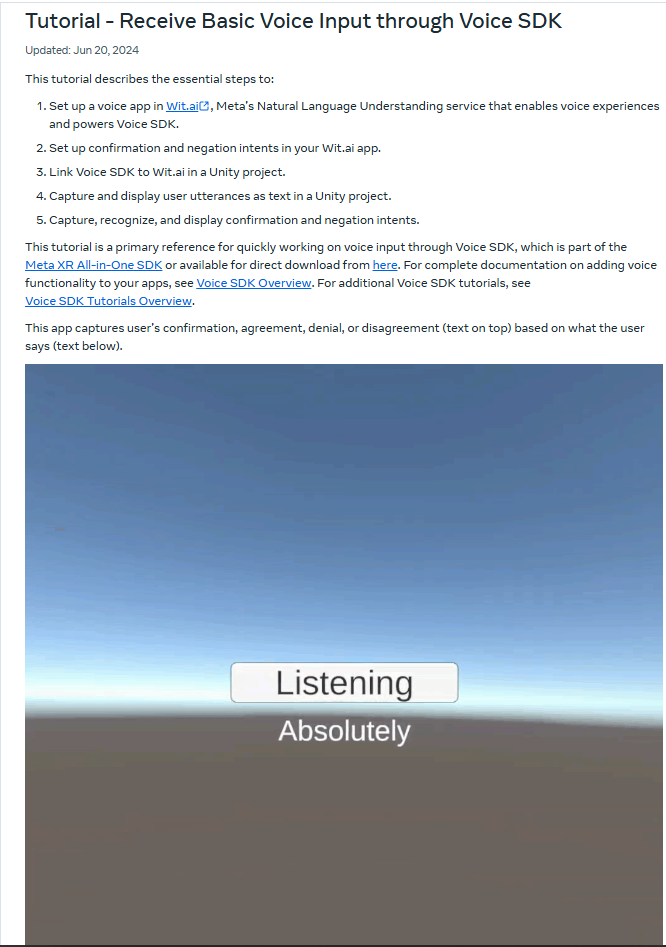 Tutorial - Receive Basic Voice Input through Voice SDK
Updated: Jun 20, 2024
This tutorial describes the essential steps to:
1. Set up a voice app in Wit.ai, Meta's Natural Language Understanding service that enables voice experiences
and powers Voice SDK.
2. Set up confirmation and negation intents in your Wit.ai app.
3. Link Voice SDK to Wit.ai in a Unity project.
4. Capture and display user utterances as text in a Unity project.
5. Capture, recognize, and display confirmation and negation intents.
This tutorial is a primary reference for quickly working on voice input through Voice SDK, which is part of the
Meta XR All-in-One SDK or available for direct download from here. For complete documentation on adding voice
functionality to your apps, see Voice SDK Overview. For additional Voice SDK tutorials, see
Voice SDK Tutorials Overview.
This app captures user's confirmation, agreement, denial, or disagreement (text on top) based on what the user
says (text below).
Listening
Absolutely